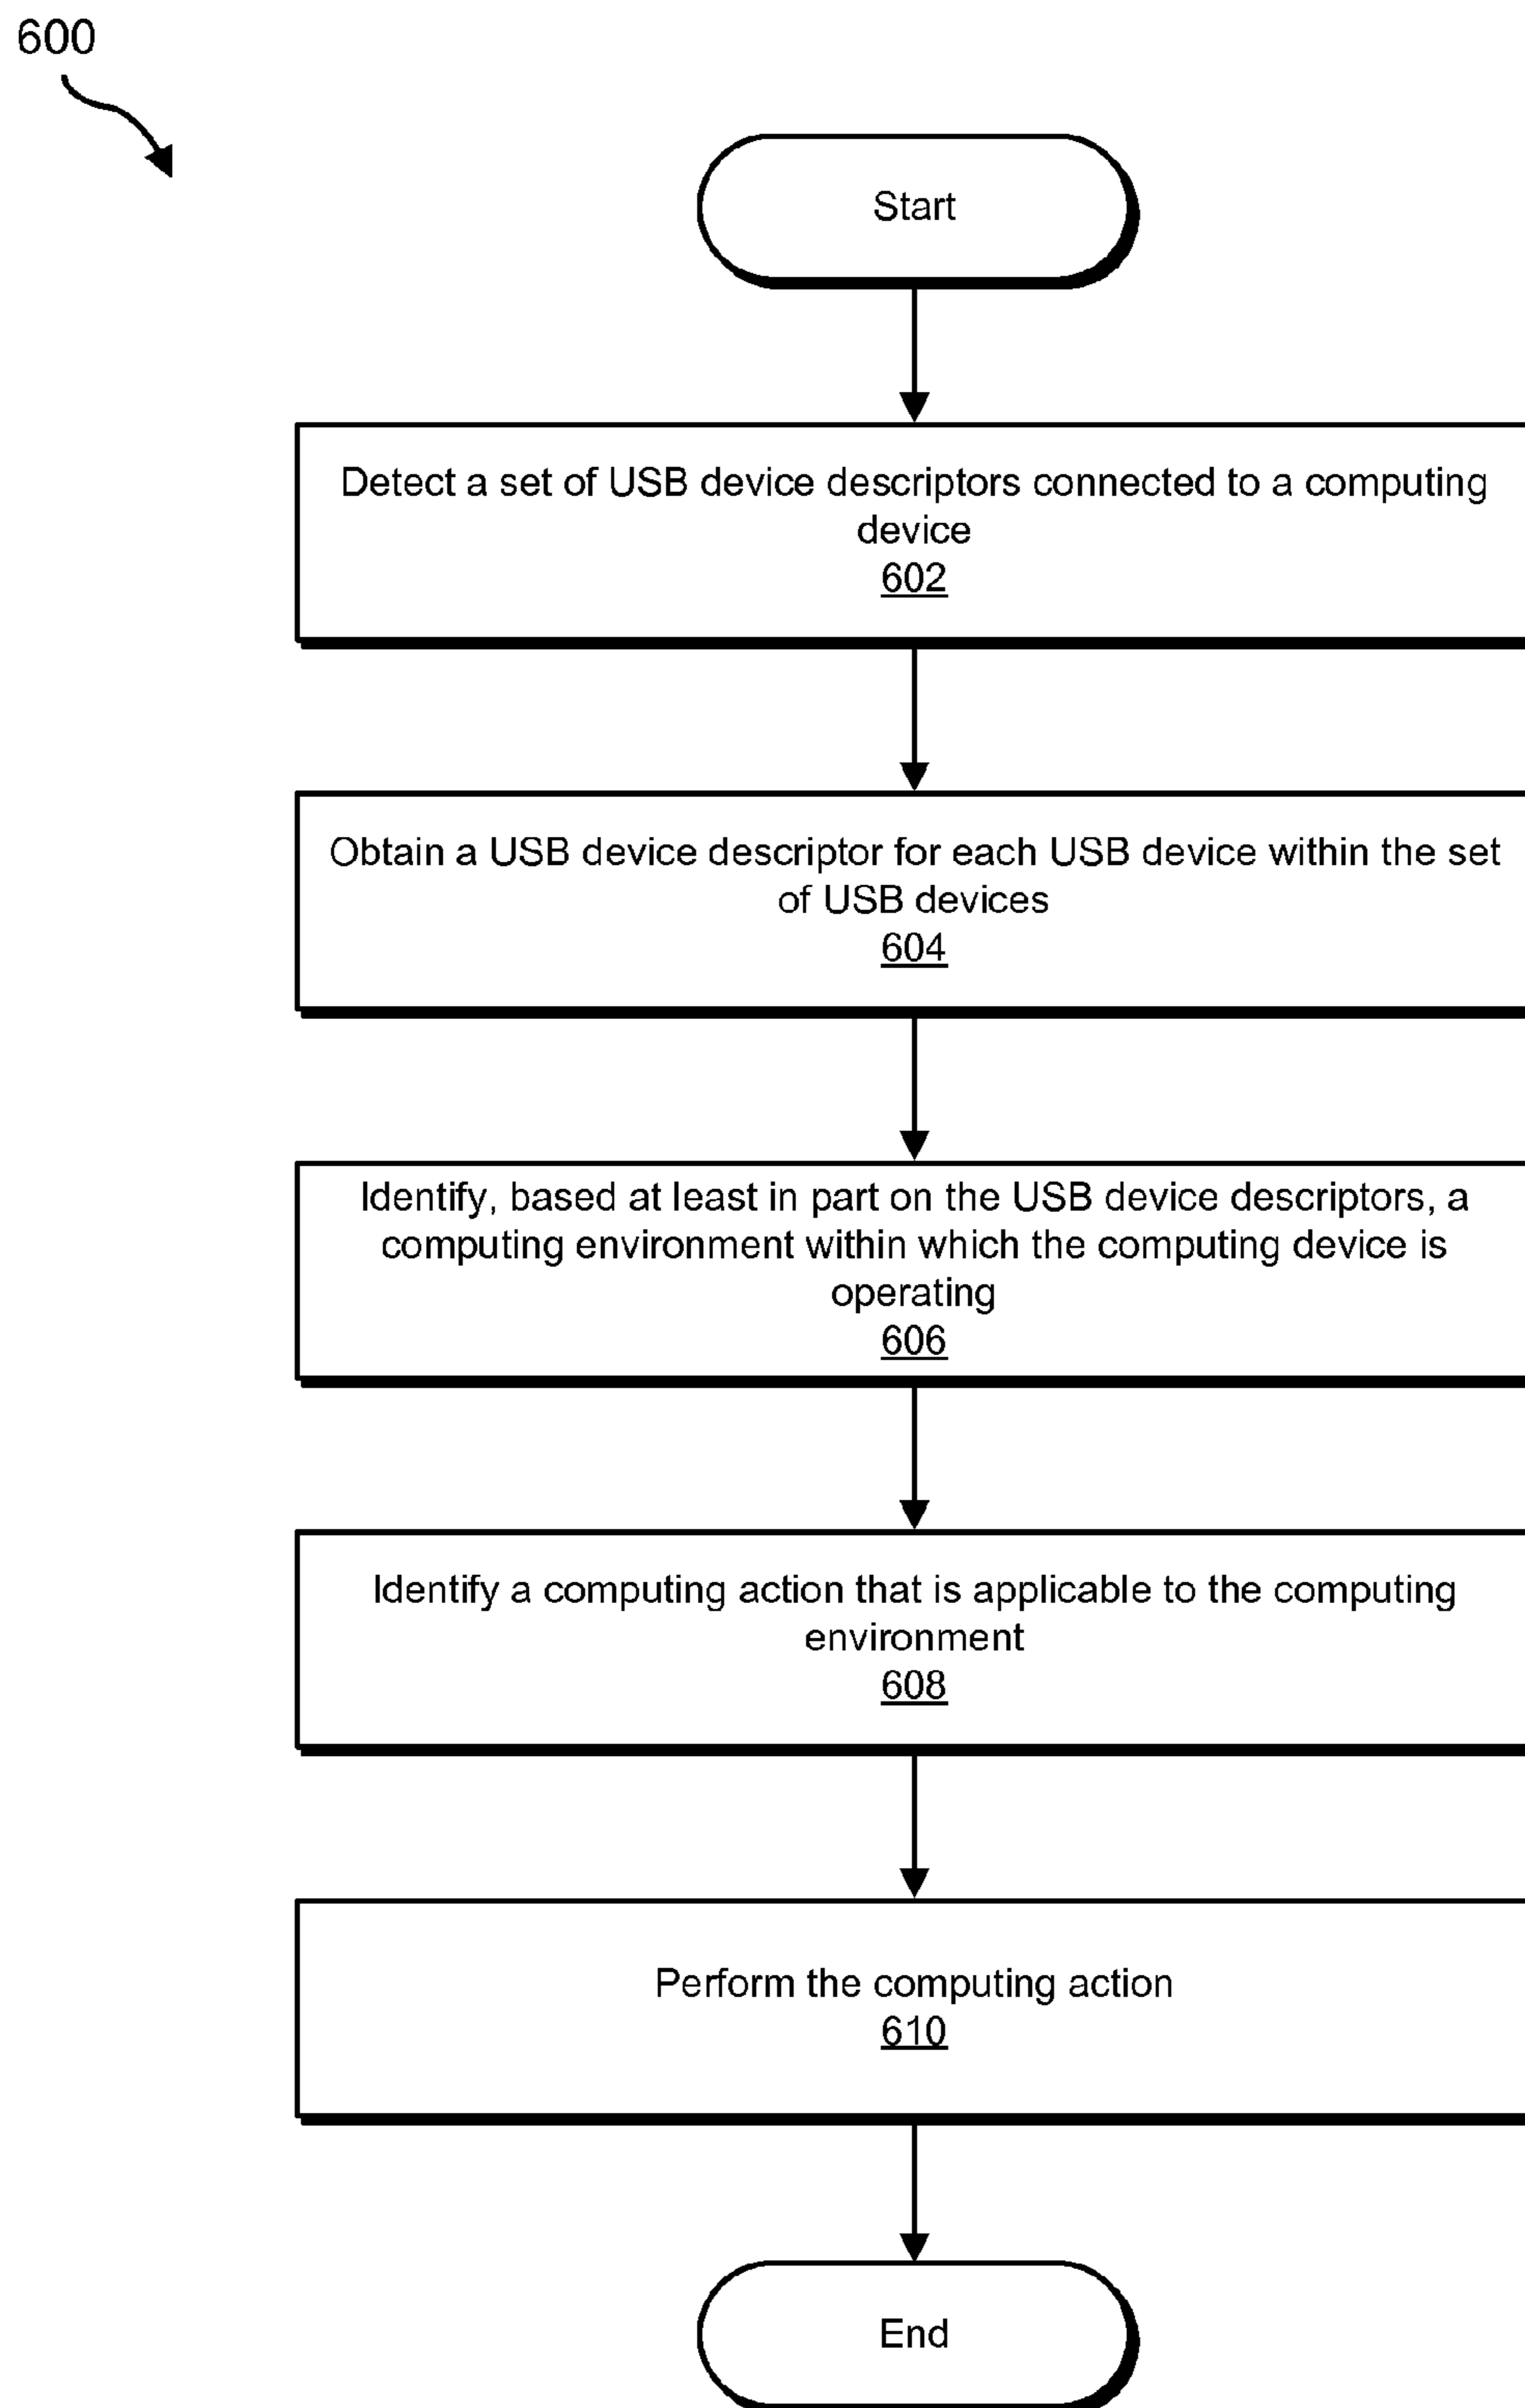 600
Start
Detect a set of USB device descriptors connected to a computing
device
602
Obtain a USB device descriptor for each USB device within the set
of USB devices
604
Identify, based at least in part on the USB device descriptors, a
computing environment within which the computing device is
operating
606
Identify a computing action that is applicable to the computing
environment
608
Perform the computing action
610
End